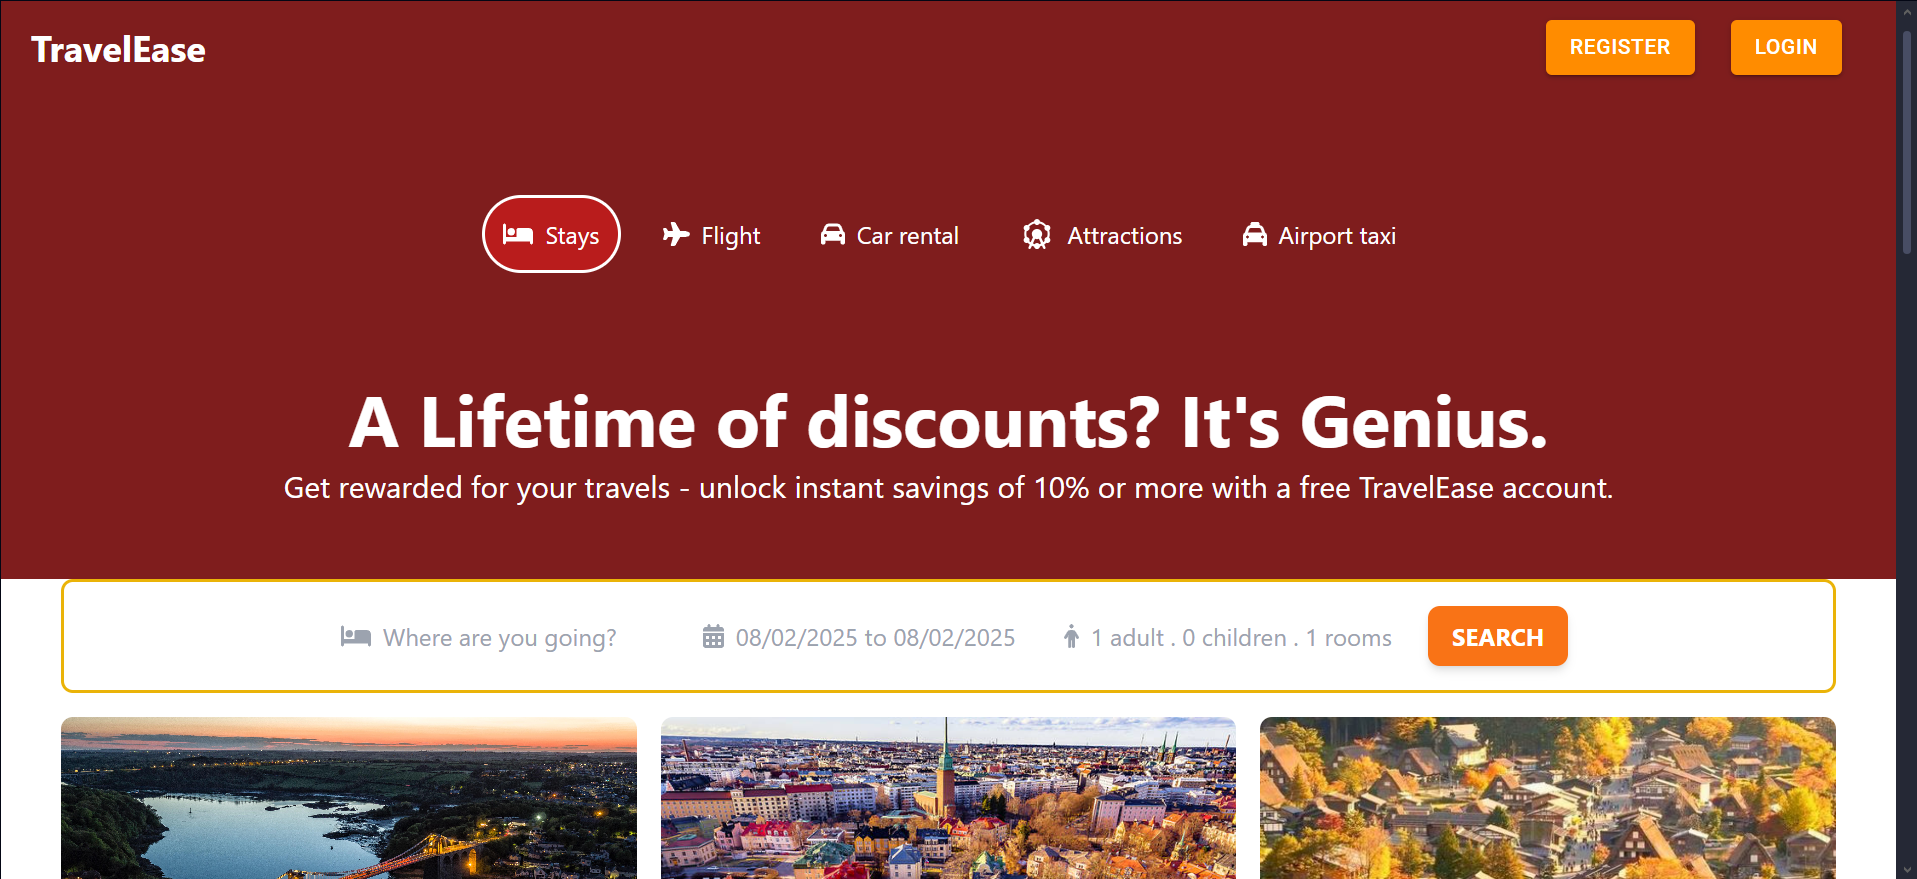 TravelEase
REGISTER
LOGIN
Stays
Flight
Car rental
Attractions
Airport taxi
A Lifetime of discounts? It's Genius.
Get rewarded for your travels - unlock instant savings of 10% or more with a free TravelEase account.
Where are you going?
08/02/2025 to 08/02/2025
1 adult . 0 children . 1 rooms
SEARCH